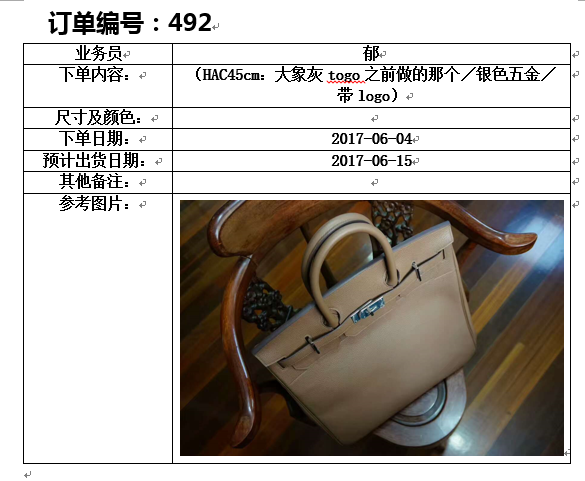 订单编号：492
业务员
郁
下单内容：
（HAC45cm：大象灰 togo 之前做的那个／银色五金／
带 logo）
尺寸及颜色：
下单日期：
2017-06-04
预计出货日期：
2017-06-15
其他备注：
参考图片：